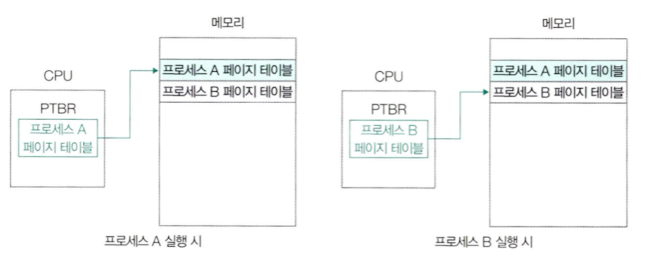 메모리
프로세스 A 페이지 테이블
프로세스 B 페이지 테이블
CPU
PTBR
프로세스 A
페이지 테이블
프로세스 A 실행 시
메모리
프로세스 A 페이지 테이블
프로세스 B 페이지 테이블
CPU
PTBR
프로세스 B
페이지 테이블
프로세스 B 실행 시